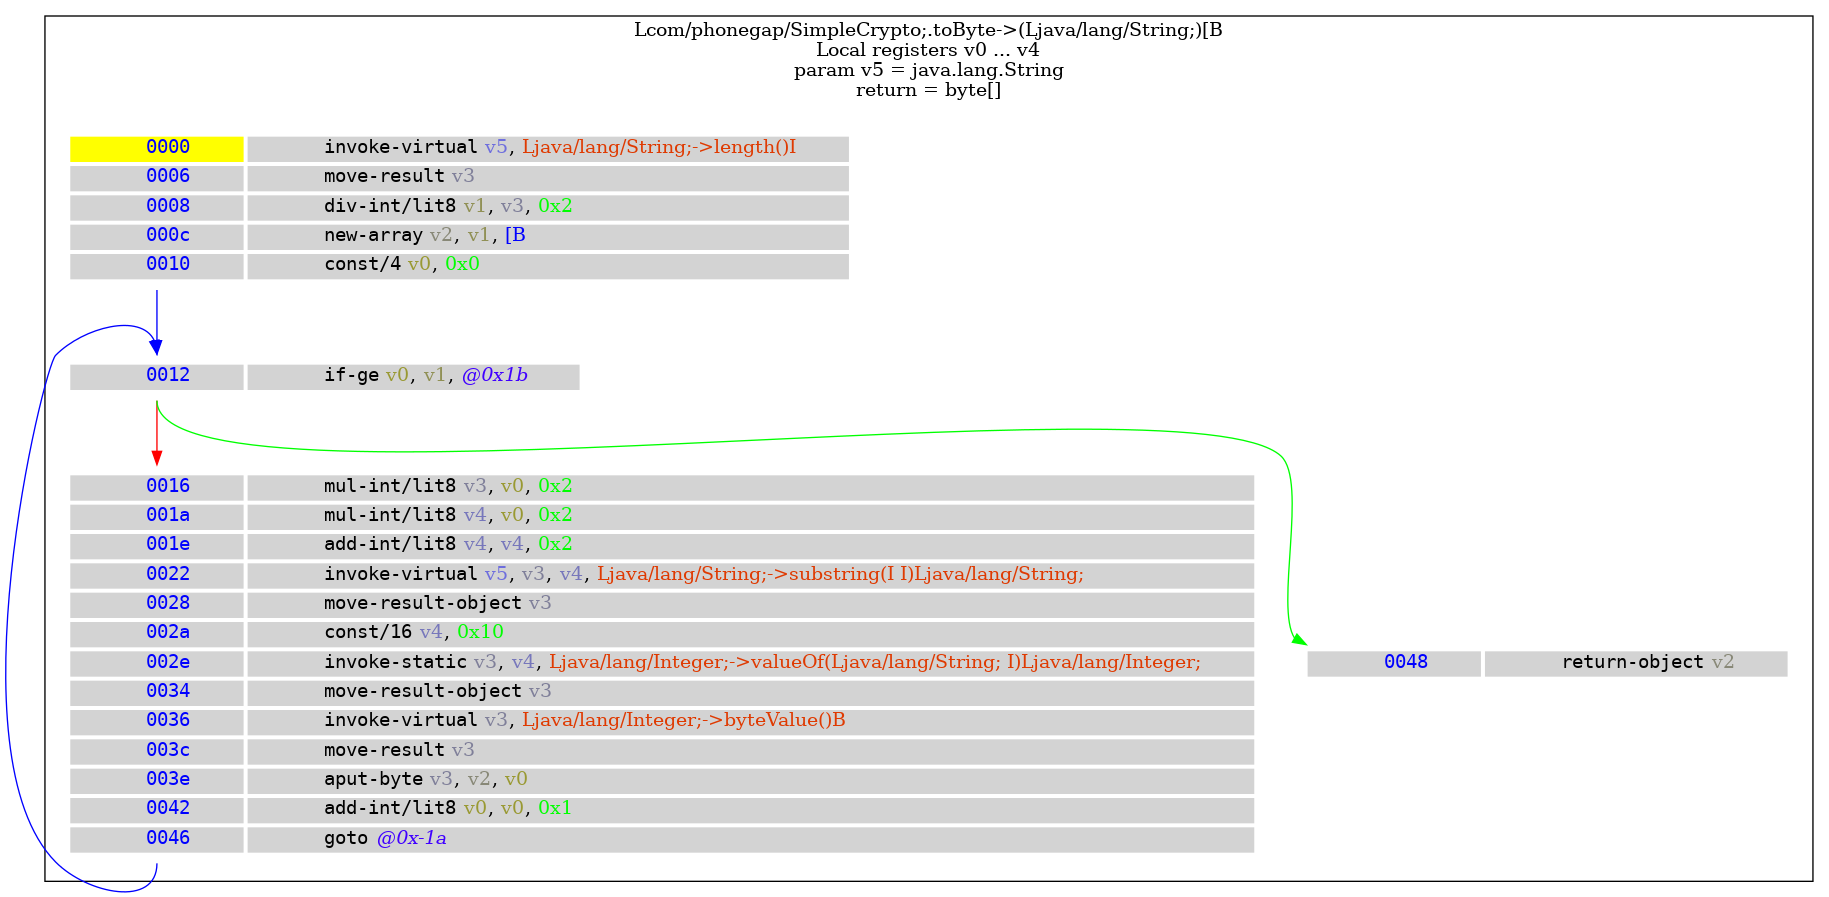 Lcom/phonegap/SimpleCrypto;.toByte->(Ljava/lang/String;)[B
Local registers v0 ... v4
param v5 = java.lang.String
return = byte[]
0000 invoke-virtual v5, Ljava/lang/String;->length()I
0006 move-result v3
0008 div-int/lit8 v1, v3, 0x2
000c new-array v2, v1, [B
0010 const/4 v0, 0x0
0012 if-ge v0, v1, @0x1b
0016 mul-int/lit8 v3, v0, 0x2
001a mul-int/lit8 v4, v0, 0x2
001e add-int/lit8 v4, v4, 0x2
0022 invoke-virtual v5, v3, v4, Ljava/lang/String;->substring(I I)Ljava/lang/String;
0028 move-result-object v3
002a const/16 v4, 0x10
002e invoke-static v3, v4, Ljava/lang/Integer;->valueOf(Ljava/lang/String; I)Ljava/lang/Integer;
0034 move-result-object v3
0036 invoke-virtual v3, Ljava/lang/Integer;->byteValue()B
003c move-result v3
003e aput-byte v3, v2, v0
0042 add-int/lit8 v0, v0, 0x1
0046 goto @0x-1a
0048 return-object v2